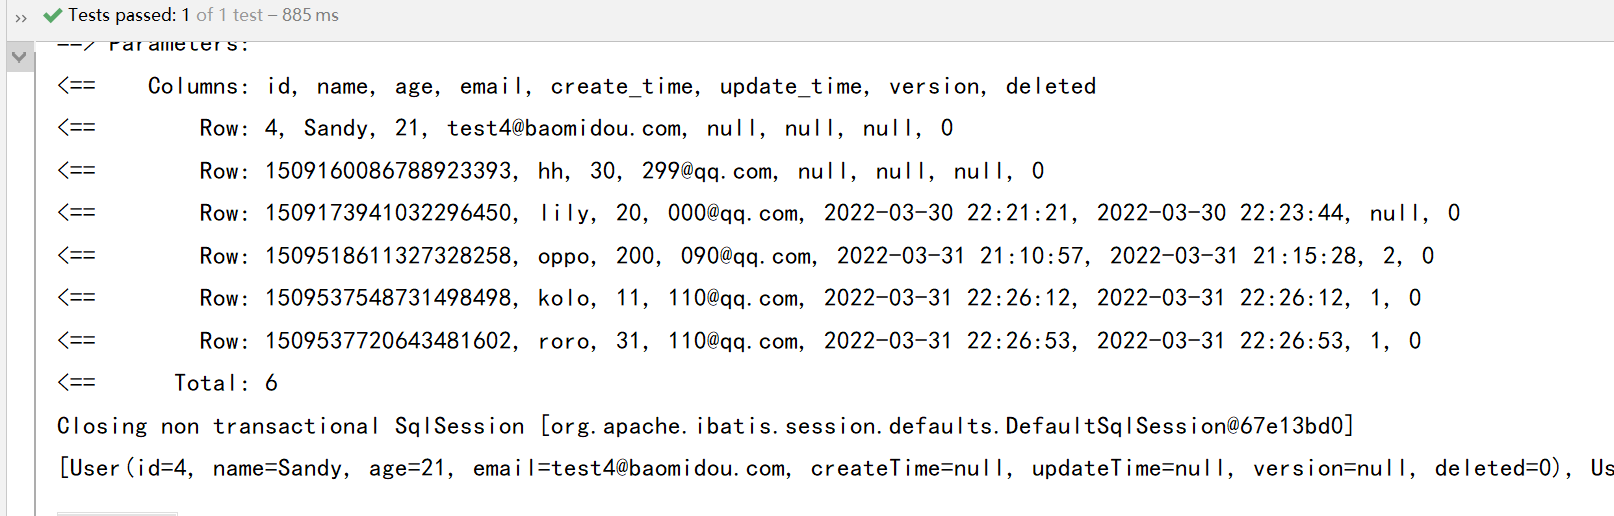 Tests passed: 1 of 1 test – 885 ms
==> Parameters:
<==    Columns: id, name, age, email, create_time, update_time, version, deleted
<==        Row: 4, Sandy, 21, test4@baomidou.com, null, null, null, 0
<==        Row: 1509160086788923393, hh, 30, 299@qq.com, null, null, null, 0
<==        Row: 1509173941032296450, lily, 20, 000@qq.com, 2022-03-30 22:21:21, 2022-03-30 22:23:44, null, 0
<==        Row: 1509518611327328258, oppo, 200, 090@qq.com, 2022-03-31 21:10:57, 2022-03-31 21:15:28, 2, 0
<==        Row: 1509537548731498498, kolo, 11, 110@qq.com, 2022-03-31 22:26:12, 2022-03-31 22:26:12, 1, 0
<==        Row: 1509537720643481602, roro, 31, 110@qq.com, 2022-03-31 22:26:53, 2022-03-31 22:26:53, 1, 0
<==      Total: 6
Closing non transactional SqlSession [org.apache.ibatis.session.defaults.DefaultSqlSession@67e13bd0]
[User(id=4, name=Sandy, age=21, email=test4@baomidou.com, createTime=null, updateTime=null, version=null, deleted=0), Us